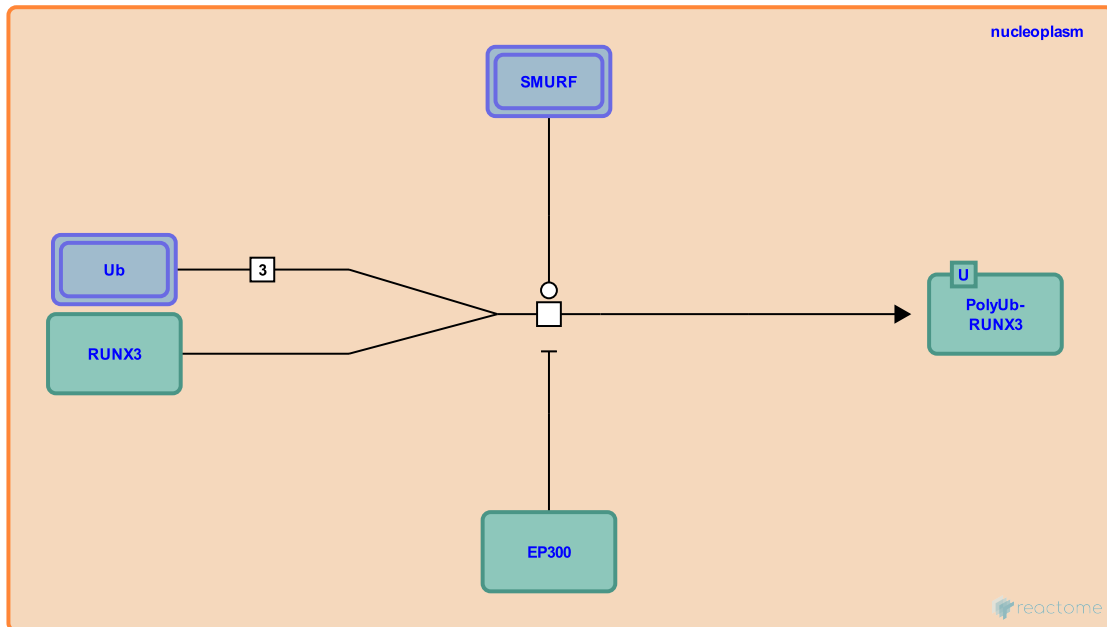 nucleoplasm
SMURF
Ub
3
RUNX3
U
PolyUb-
RUNX3
EP300
reactome